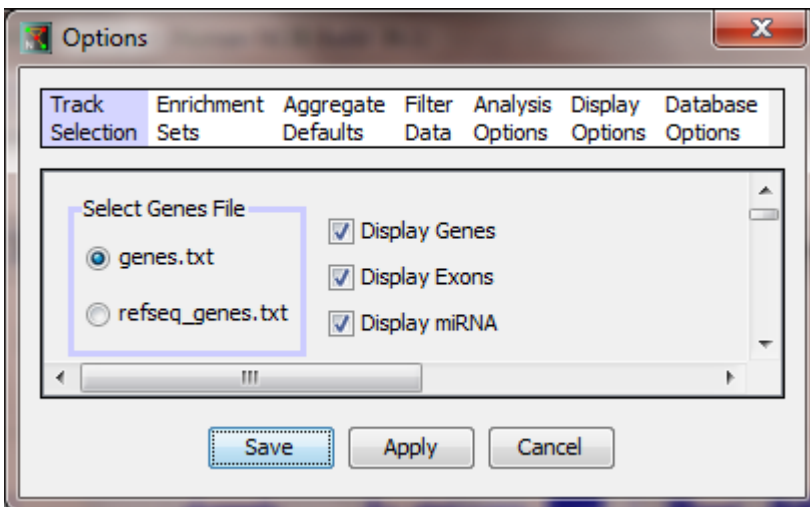 Options
Track Selection
Enrichment Sets
Aggregate Defaults
Filter Data
Analysis Options
Display Options
Database Options
Select Genes File
genes.txt
refseq_genes.txt
Display Genes
Display Exons
Display miRNA
Save
Apply
Cancel